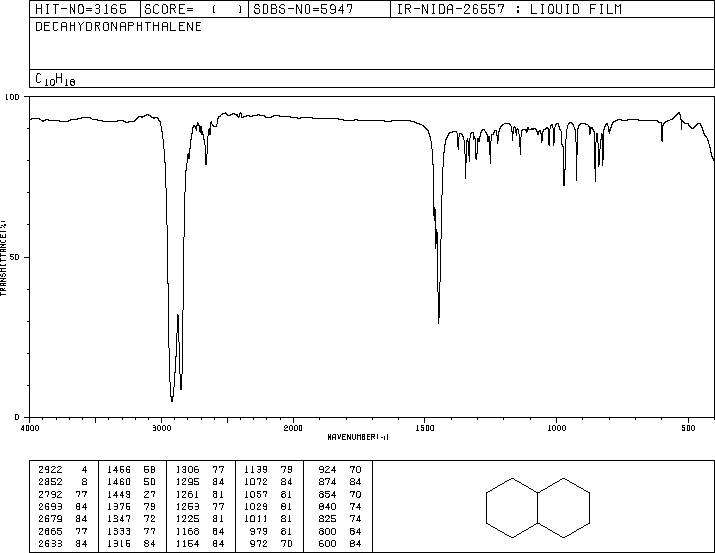 HIT-NO=3165 SCORE= ( ) SDBS-NO=5947 IR-NIDA-26557 : LIQUID FILM
DECAHYDRONAPHTHALENE
C10H18
100
50
0
TRANSMITTANCE(%)
4000 3000 2000 1500 1000 500
WAVENUMBER(-1)
2922 4 1466 58 1306 77 1139 79 924 70
2852 8 1460 50 1295 84 1072 84 874 84
2792 77 1449 27 1261 81 1057 81 854 70
2693 84 1375 79 1253 77 1029 81 840 74
2679 84 1347 72 1225 81 1011 81 825 74
2665 77 1333 77 1168 84 979 81 800 84
2633 84 1315 84 1154 84 972 70 600 84